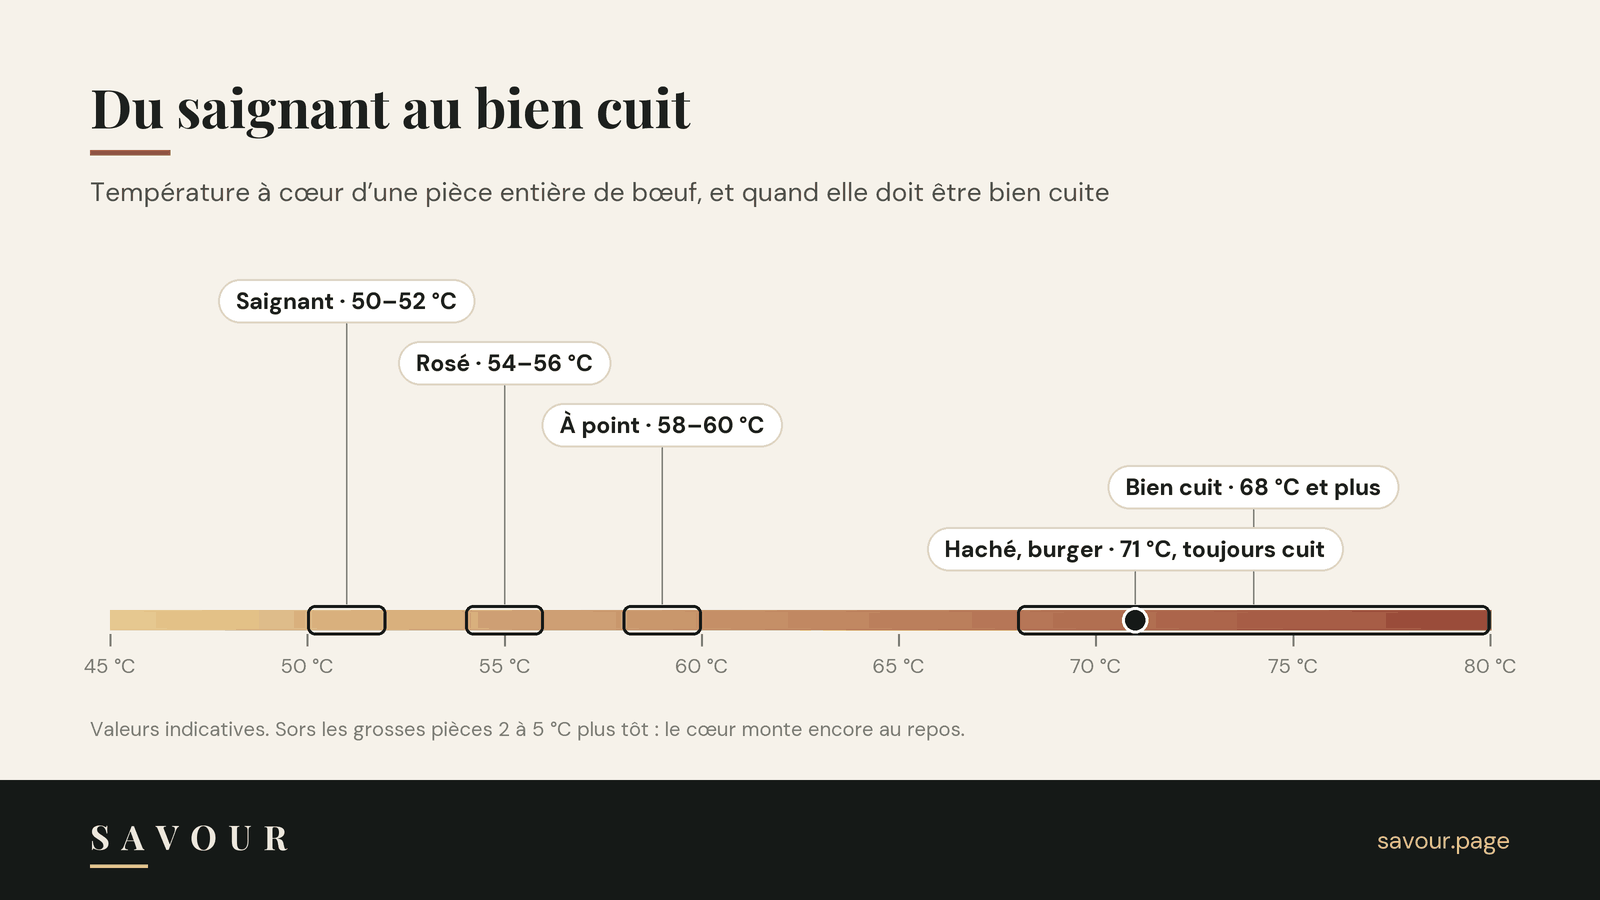 Du saignant au bien cuit
Température à cœur d’une pièce entière de bœuf, et quand elle doit être bien cuite
Saignant · 50–52 °C
Rosé · 54–56 °C
À point · 58–60 °C
Bien cuit · 68 °C et plus
Haché, burger · 71 °C, toujours cuit
45 °C 50 °C 55 °C 60 °C 65 °C 70 °C 75 °C 80 °C
Valeurs indicatives. Sors les grosses pièces 2 à 5 °C plus tôt : le cœur monte encore au repos.
SAVOUR
savour.page